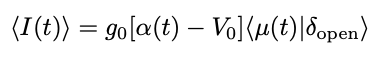 ⟨I(t)⟩ = g₀[α(t) − V₀]⟨μ(t)|δ_open⟩